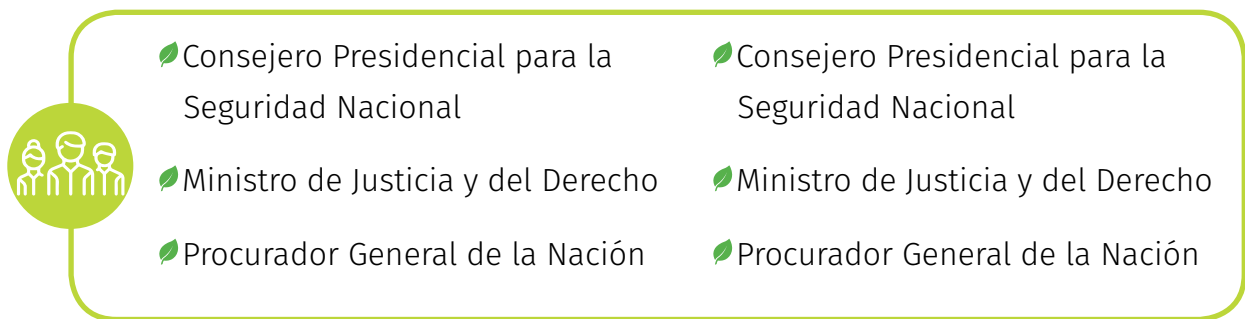 Consejero Presidencial para la
Seguridad Nacional
Ministro de Justicia y del Derecho
Procurador General de la Nación
Consejero Presidencial para la
Seguridad Nacional
Ministro de Justicia y del Derecho
Procurador General de la Nación